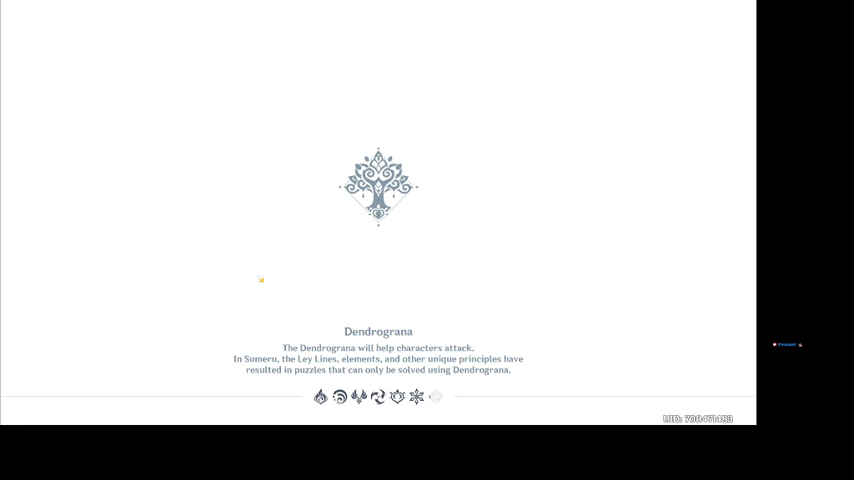 Dendrograna
The Dendrograna will help characters attack.
In Sumeru, the Ley Lines, elements, and other unique principles have
resulted in puzzles that can only be solved using Dendrograna.